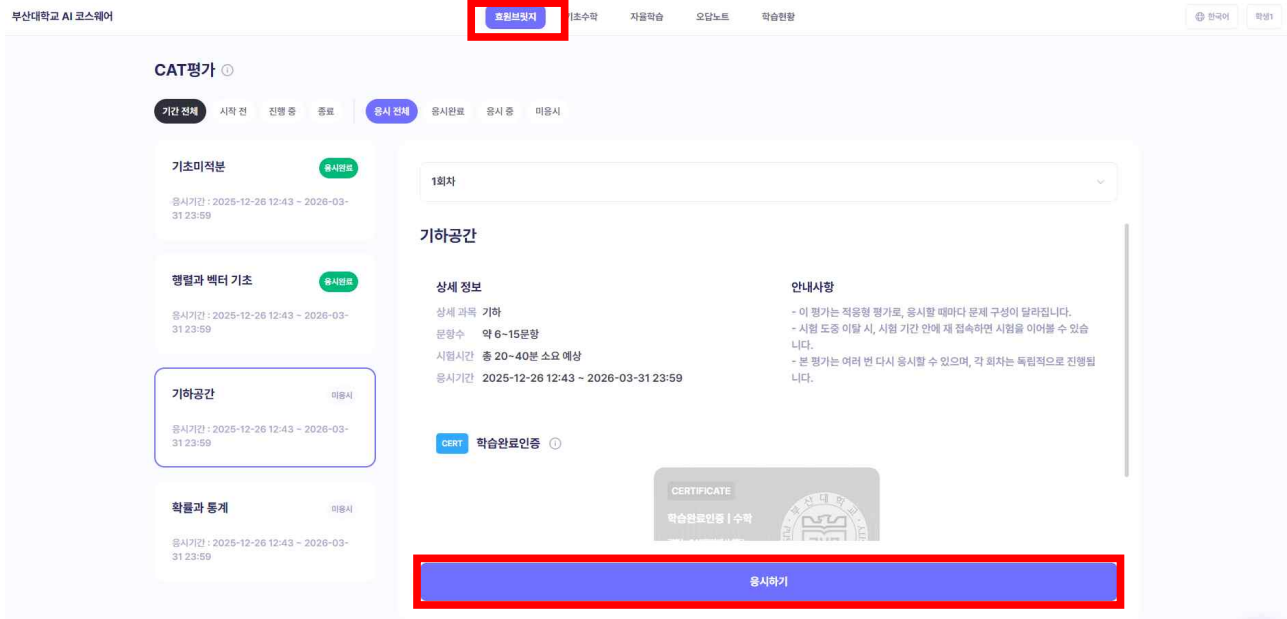 부산대학교 AI 코스웨어
효원브릿지
기초수학
자율학습
오답노트
학습현황
한국어
학생1
CAT평가
기간 전체
시작 전
진행 중
종료
응시 전체
응시완료
응시 중
미응시
기초미적분
응시완료
응시기간 : 2025-12-26 12:43 ~ 2026-03-
31 23:59
행렬과 벡터 기초
응시완료
응시기간 : 2025-12-26 12:43 ~ 2026-03-
31 23:59
기하공간
미응시
응시기간 : 2025-12-26 12:43 ~ 2026-03-
31 23:59
확률과 통계
미응시
응시기간 : 2025-12-26 12:43 ~ 2026-03-
31 23:59
1회차
기하공간
상세 정보
상세 과목 기하
문항수 약 6~15문항
시험시간 총 20~40분 소요 예상
응시기간 2025-12-26 12:43 ~ 2026-03-31 23:59
안내사항
- 이 평가는 적응형 평가로, 응시할 때마다 문제 구성이 달라집니다.
- 시험 도중 이탈 시, 시험 기간 안에 재 접속하면 시험을 이어볼 수 있습
니다.
- 본 평가는 여러 번 다시 응시할 수 있으며, 각 회차는 독립적으로 진행됩
니다.
CERT 학습완료인증
CERTIFICATE
학습완료인증 | 수학
응시하기